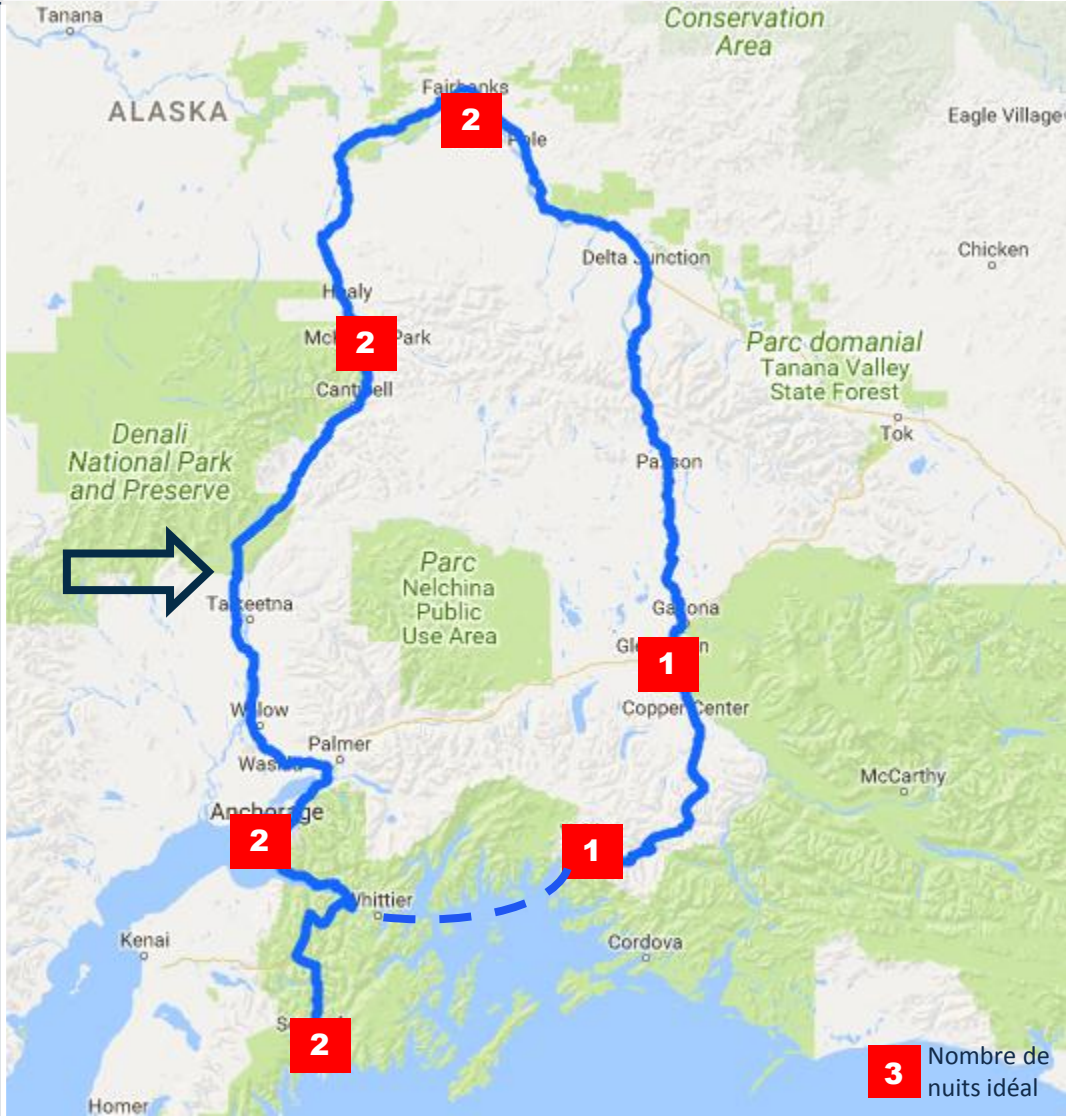 Tanana
Conservation
Area
Fairbanks
ALASKA
Eagle Village
2
Pole
Chicken
Delta Junction
Healy
2
Park
Parc domanial
Tanana Valley
State Forest
Cantwell
Tok
Denali
National Park
and Preserve
Paxson
Parc
Nelchina
Public
Use Area
Talkeetna
Gakona
1
Copper Center
Willow
Palmer
Wasilla
McCarthy
Anchorage
2
1
Whittier
Kenai
Cordova
2
3
Nombre de
nuits idéal
Homer